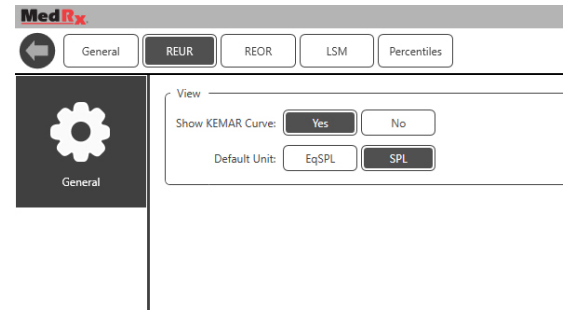 MedRx
General REUR REOR LSM Percentiles
View
Show KEMAR Curve: Yes No
Default Unit: EqSPL SPL
General